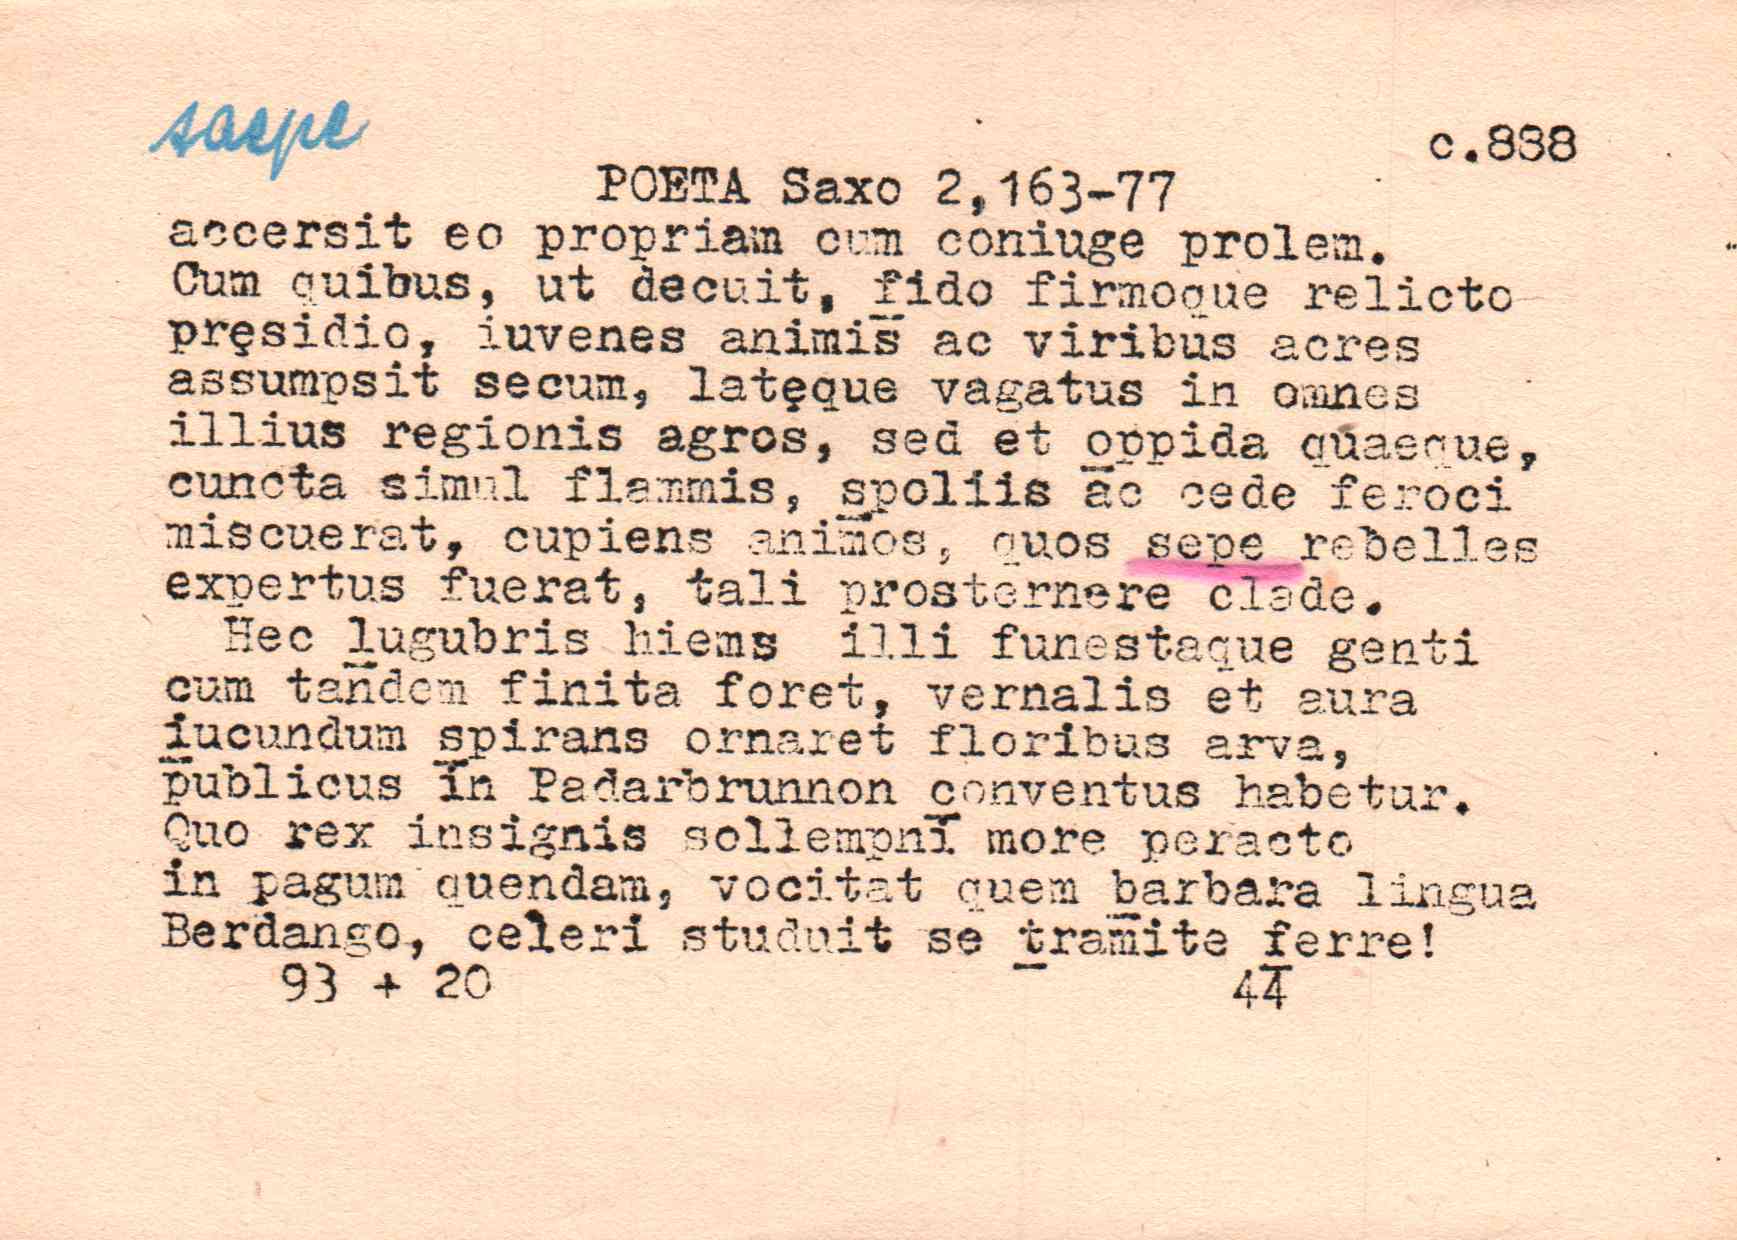 saepe
c.888
POETA Saxo 2,163-77
accersit eo propriam cum coniuge prolem.
Cum quibus, ut decuit, fido firmoque relicto
pręsidio, iuvenes animis ac viribus acres
assumpsit secum, latęque vagatus in omnes
illius regionis agros, sed et oppida quaeque,
cuncta simul flammis, spoliis ac cede feroci
miscuerat, cupiens animos, quos sepe rebelles
expertus fuerat, tali prosternere clade.
Hec lugubris hiems illi funestaque genti
cum tandem finita foret, vernalis et aura
iucundum spirans ornaret floribus arva,
publicus in Padarbrunnon conventus habetur.
Quo rex insignis sollempni more peracto
in pagum quendam, vocitat quem barbara lingua
Berdango, celeri studuit se tramite ferre!
93 + 20 44